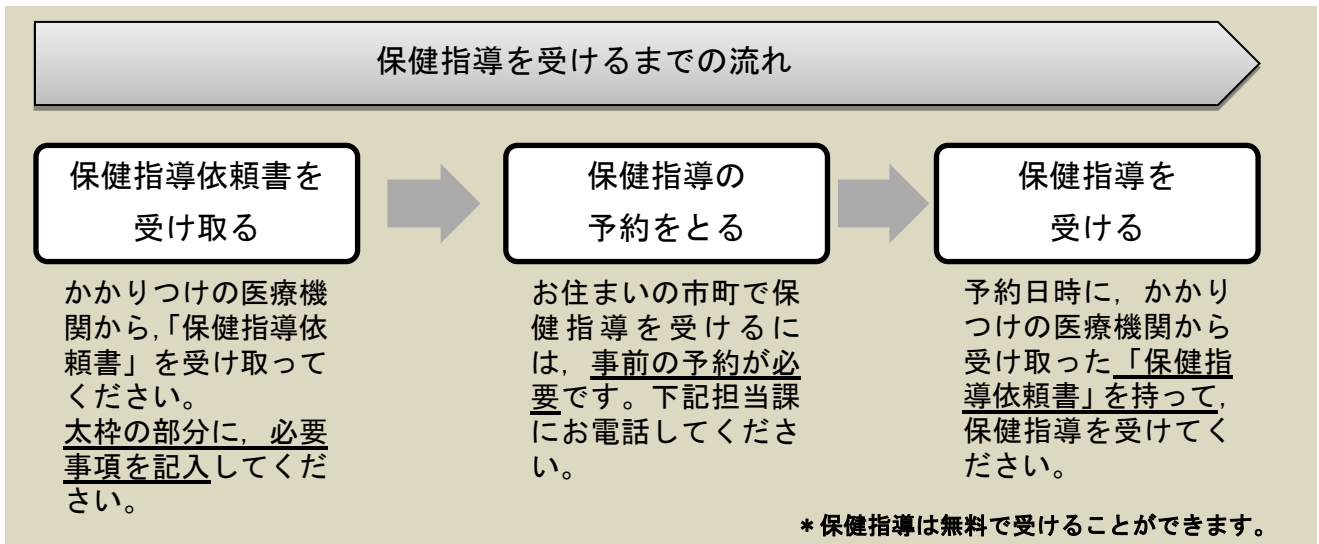 保健指導を受けるまでの流れ
保健指導依頼書を
受け取る
かかりつけの医療機
関から,「保健指導依
頼書」を受け取って
ください。
太枠の部分に,必要
事項を記入してくだ
さい。
保健指導の
予約をとる
お住まいの市町で保
健指導を受けるに
は,事前の予約が必
要です。下記担当課
にお電話してくださ
い。
保健指導を
受ける
予約日時に,かかり
つけの医療機関から
受け取った「保健指
導依頼書」を持って,
保健指導を受けてく
ださい。
*保健指導は無料で受けることができます。